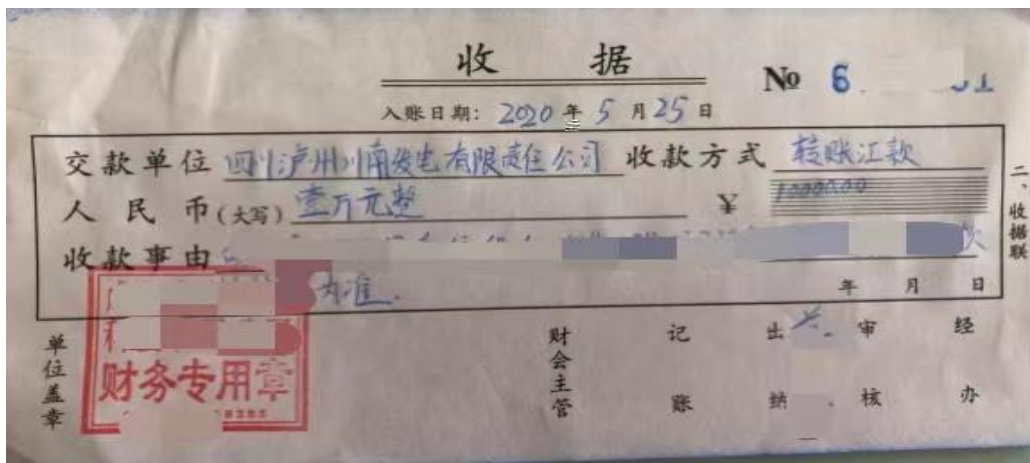 收 据
No 6 01
入账日期：2020年5月25日
交款单位 四川泸州川南发电有限责任公司 收款方式 转账汇款
人民币(大写) 壹万元整 ¥ 1000000
收款事由 款
为准.
年 月 日
二、收据联
单位盖章
财务专用章
财会主管 记账 出纳 审核 经办